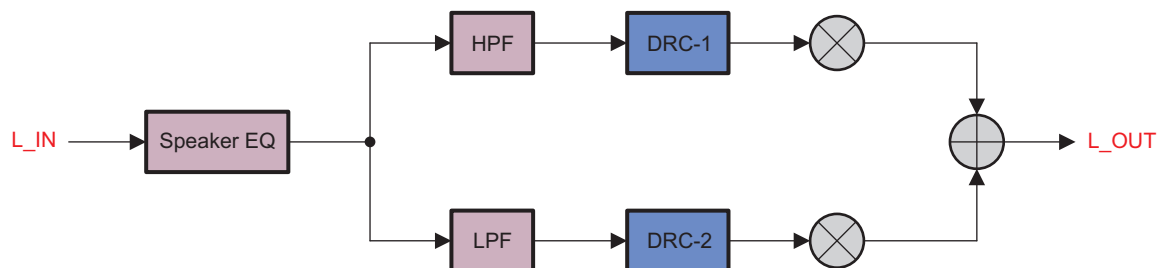 HPF
DRC-1
L_IN
Speaker EQ
L_OUT
LPF
DRC-2